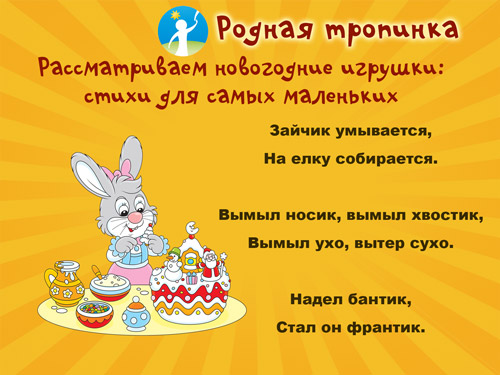 Родная тропинка
Рассматриваем новогодние игрушки:
стихи для самых маленьких
Зайчик умывается,
На елку собирается.
Вымыл носик, вымыл хвостик,
Вымыл ухо, вытер сухо.
Надел бантик,
Стал он франтик.